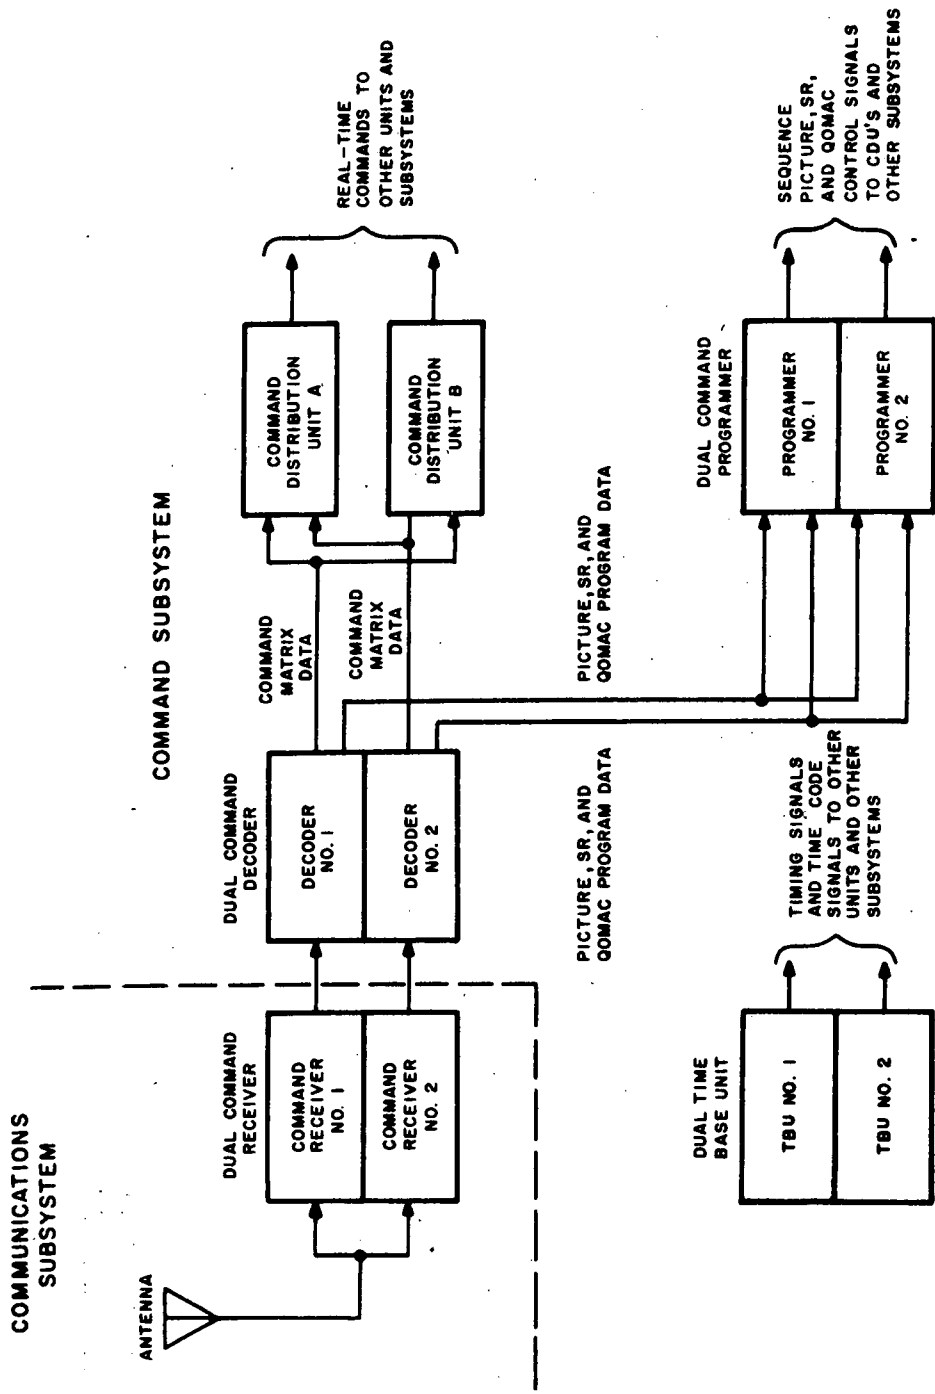 COMMUNICATIONS
SUBSYSTEM
COMMAND SUBSYSTEM
ANTENNA
DUAL COMMAND
RECEIVER
COMMAND
RECEIVER
NO. 1
COMMAND
RECEIVER
NO. 2
DUAL COMMAND
DECODER
DECODER
NO. 1
DECODER
NO. 2
COMMAND
MATRIX
DATA
COMMAND
MATRIX
DATA
COMMAND
DISTRIBUTION
UNIT A
COMMAND
DISTRIBUTION
UNIT B
REAL-TIME
COMMANDS TO
OTHER UNITS AND
SUBSYSTEMS
PICTURE, SR, AND
QOMAC PROGRAM DATA
PICTURE, SR, AND
QOMAC PROGRAM DATA
DUAL TIME
BASE UNIT
TBU NO. 1
TBU NO. 2
TIMING SIGNALS
AND TIME CODE
SIGNALS TO OTHER
UNITS AND OTHER
SUBSYSTEMS
DUAL COMMAND
PROGRAMMER
PROGRAMMER
NO. 1
PROGRAMMER
NO. 2
SEQUENCE
PICTURE, SR,
AND QOMAC
CONTROL SIGNALS
TO CDU'S AND
OTHER SUBSYSTEMS